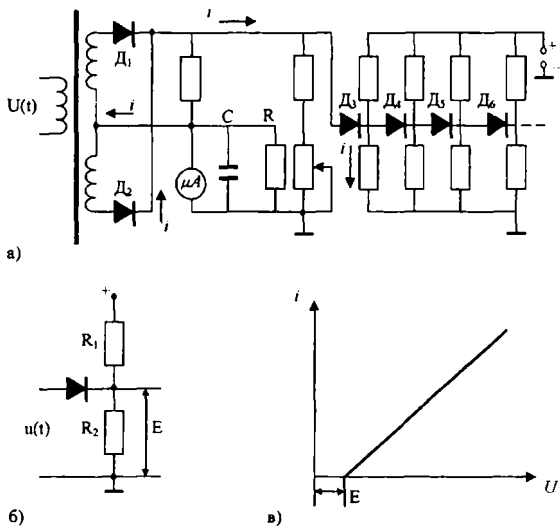 i
Д₁
Д₃ Д₄ Д₅ Д₆
+
-
U(t)
i
C R
i
μA
Д₂
i
а)
+
i
R₁
u(t)
R₂
E
E
U
б)
в)